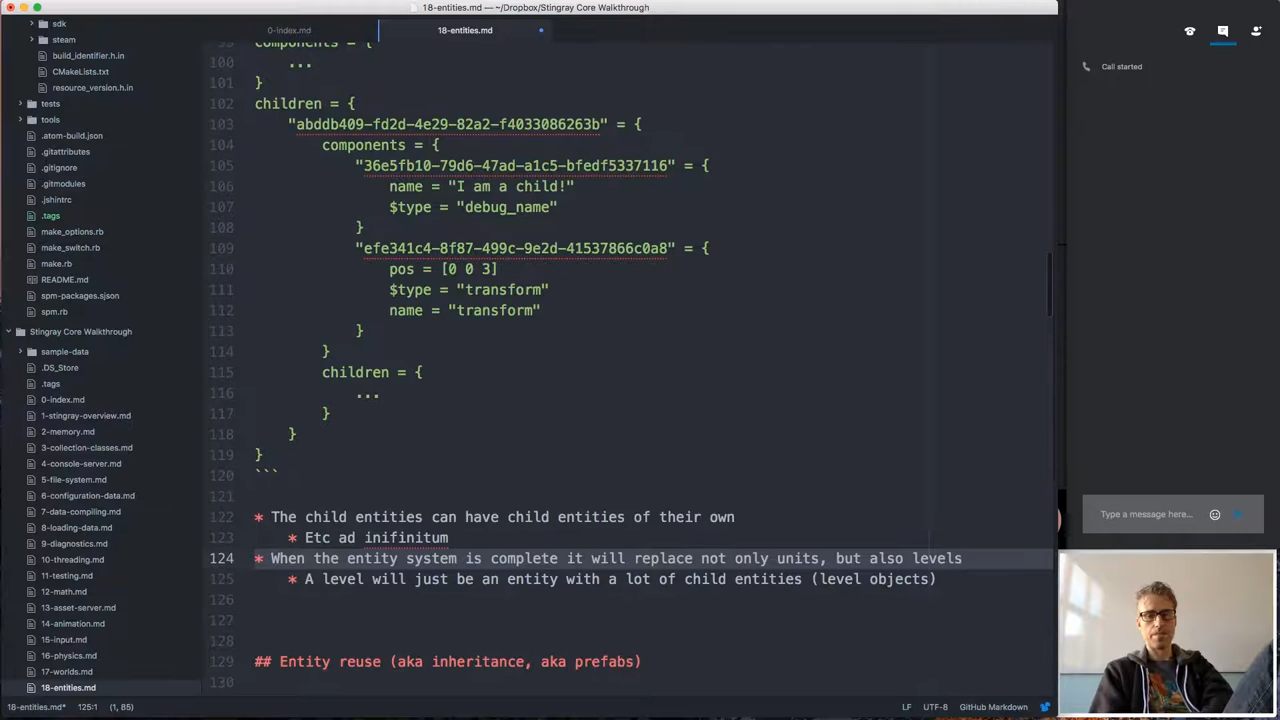 18-entities.md — ~/Dropbox/Stingray Core Walkthrough
0-index.md
18-entities.md
sdk
steam
build_identifier.h.in
CMakeLists.txt
resource_version.h.in
tests
tools
.atom-build.json
.gitattributes
.gitignore
.gitmodules
.jshintrc
.tags
make_options.rb
make_switch.rb
make.rb
README.md
spm-packages.sjson
spm.rb
Stingray Core Walkthrough
sample-data
.DS_Store
.tags
0-index.md
1-stingray-overview.md
2-memory.md
3-collection-classes.md
4-console-server.md
5-file-system.md
6-configuration-data.md
7-data-compiling.md
8-loading-data.md
9-diagnostics.md
10-threading.md
11-testing.md
12-math.md
13-asset-server.md
14-animation.md
15-input.md
16-physics.md
17-worlds.md
18-entities.md
99 components = {
100 ...
101 }
102 children = {
103 "abddb409-fd2d-4e29-82a2-f4033086263b" = {
104 components = {
105 "36e5fb10-79d6-47ad-a1c5-bfedf5337116" = {
106 name = "I am a child!"
107 $type = "debug_name"
108 }
109 "efe341c4-8f87-499c-9e2d-41537866c0a8" = {
110 pos = [0 0 3]
111 $type = "transform"
112 name = "transform"
113 }
114 }
115 children = {
116 ...
117 }
118 }
119 }
120 ```
121
122 * The child entities can have child entities of their own
123 * Etc ad inifinitum
124 * When the entity system is complete it will replace not only units, but also levels
125 * A level will just be an entity with a lot of child entities (level objects)
126
127
128
129 ## Entity reuse (aka inheritance, aka prefabs)
130
18-entities.md* 125:1 (1, 85)
LF UTF-8 GitHub Markdown
Call started
Type a message here...